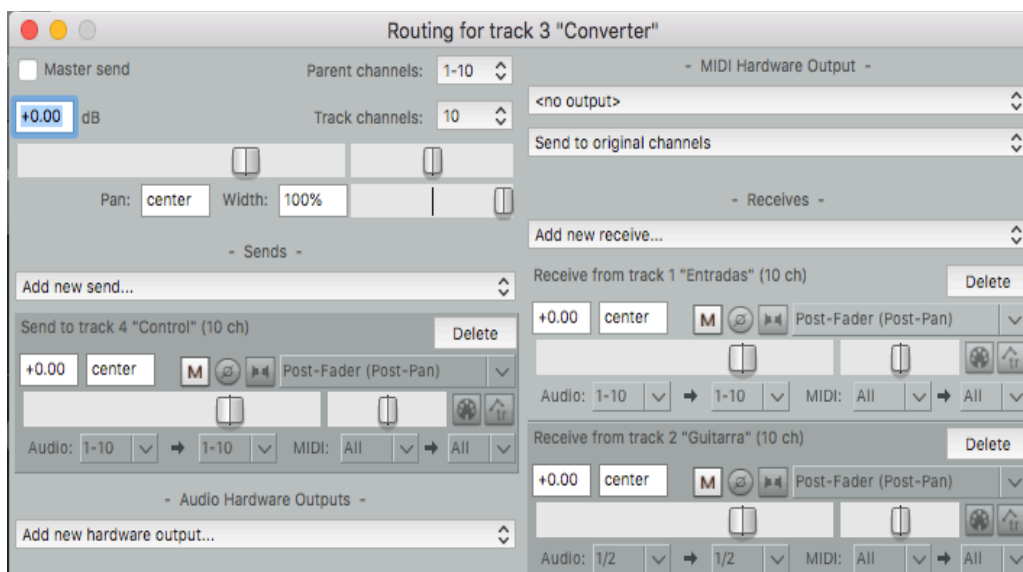 Routing for track 3 "Converter"
Master send
Parent channels: 1-10
+0.00 dB
Track channels: 10
Pan: center Width: 100%
- Sends -
Add new send...
Send to track 4 "Control" (10 ch)
Delete
+0.00 center M Post-Fader (Post-Pan)
tr
Audio: 1-10 → 1-10 MIDI: All → All
- Audio Hardware Outputs -
Add new hardware output...
- MIDI Hardware Output -
<no output>
Send to original channels
- Receives -
Add new receive...
Receive from track 1 "Entradas" (10 ch)
Delete
+0.00 center M Post-Fader (Post-Pan)
tr
Audio: 1-10 → 1-10 MIDI: All → All
Receive from track 2 "Guitarra" (10 ch)
Delete
+0.00 center M Post-Fader (Post-Pan)
tr
Audio: 1/2 → 1/2 MIDI: All → All